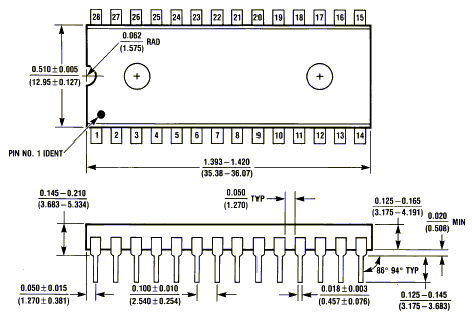 28 27 26 25 24 23 22 21 20 19 18 17 16 15
0.062
(1.575)
RAD
0.510 ± 0.005
(12.95 ± 0.127)
PIN NO. 1 IDENT
1 2 3 4 5 6 7 8 9 10 11 12 13 14
1.393 – 1.420
(35.38 – 36.07)
0.145 – 0.210
(3.683 – 5.334)
0.050
(1.270)
TYP
0.125 – 0.165
(3.175 – 4.191)
0.020
(0.508)
MIN
86° 94° TYP
0.050 ± 0.015
(1.270 ± 0.381)
0.100 ± 0.010
(2.540 ± 0.254)
0.018 ± 0.003
(0.457 ± 0.076)
0.125 – 0.145
(3.175 – 3.683)